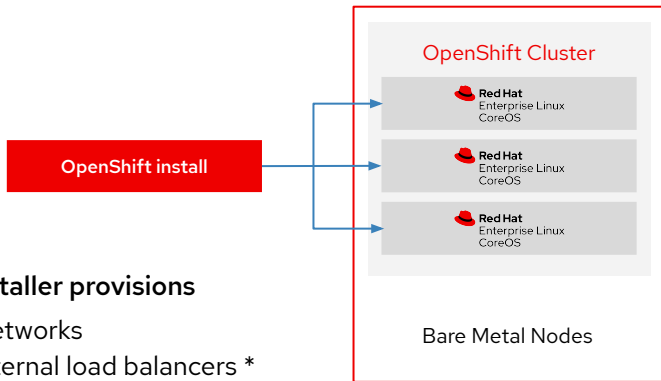 OpenShift Cluster
Red Hat
Enterprise Linux
CoreOS
OpenShift install
Red Hat
Enterprise Linux
CoreOS
Red Hat
Enterprise Linux
CoreOS
taller provisions
etworks
ternal load balancers *
Bare Metal Nodes